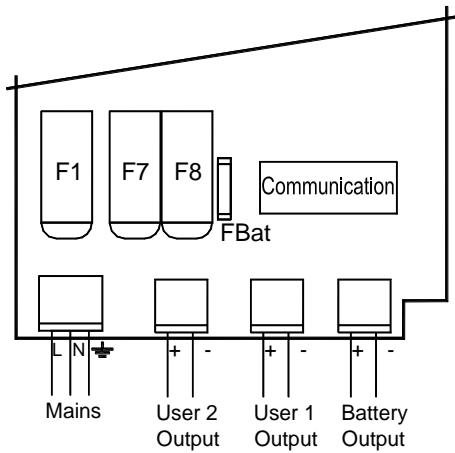 F1 F7 F8
Communication
FBat
L N + - + - + -
Mains User 2 User 1 Battery
Output Output Output